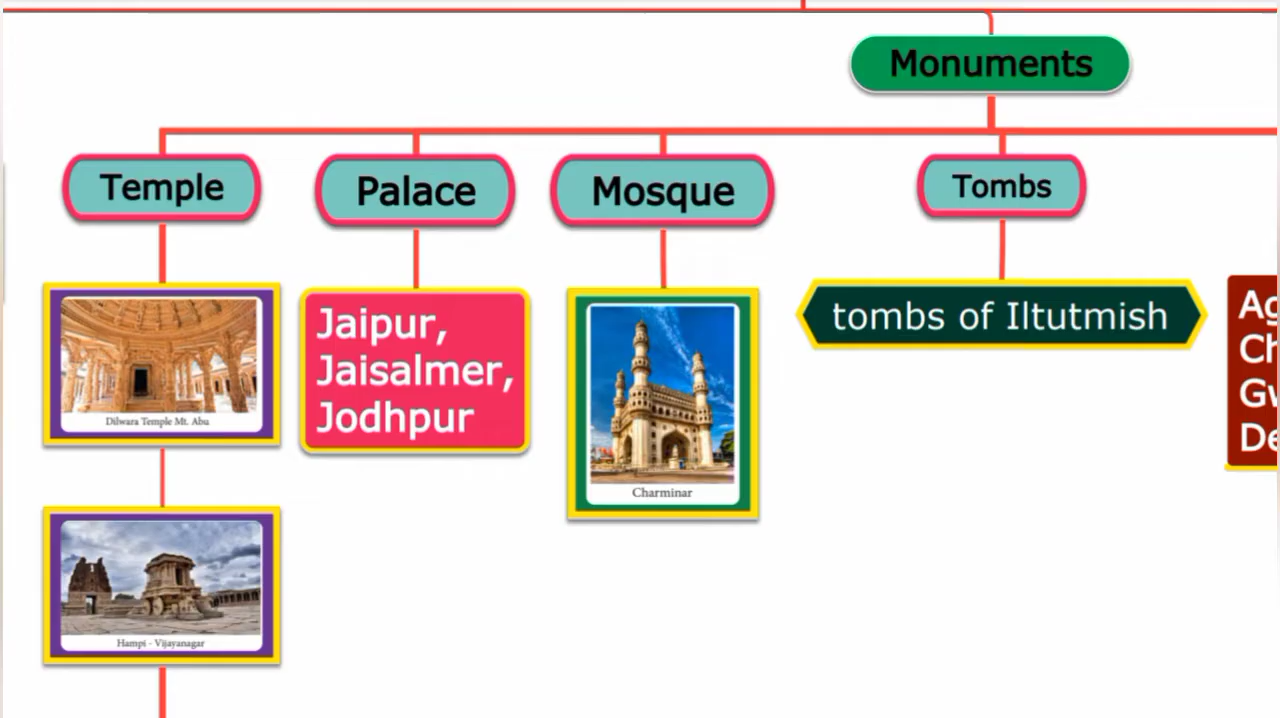 Monuments
Temple
Palace
Mosque
Tombs
Dilwara Temple Mt. Abu
Hampi - Vijayanagar
Jaipur,
Jaisalmer,
Jodhpur
Charminar
tombs of Iltutmish